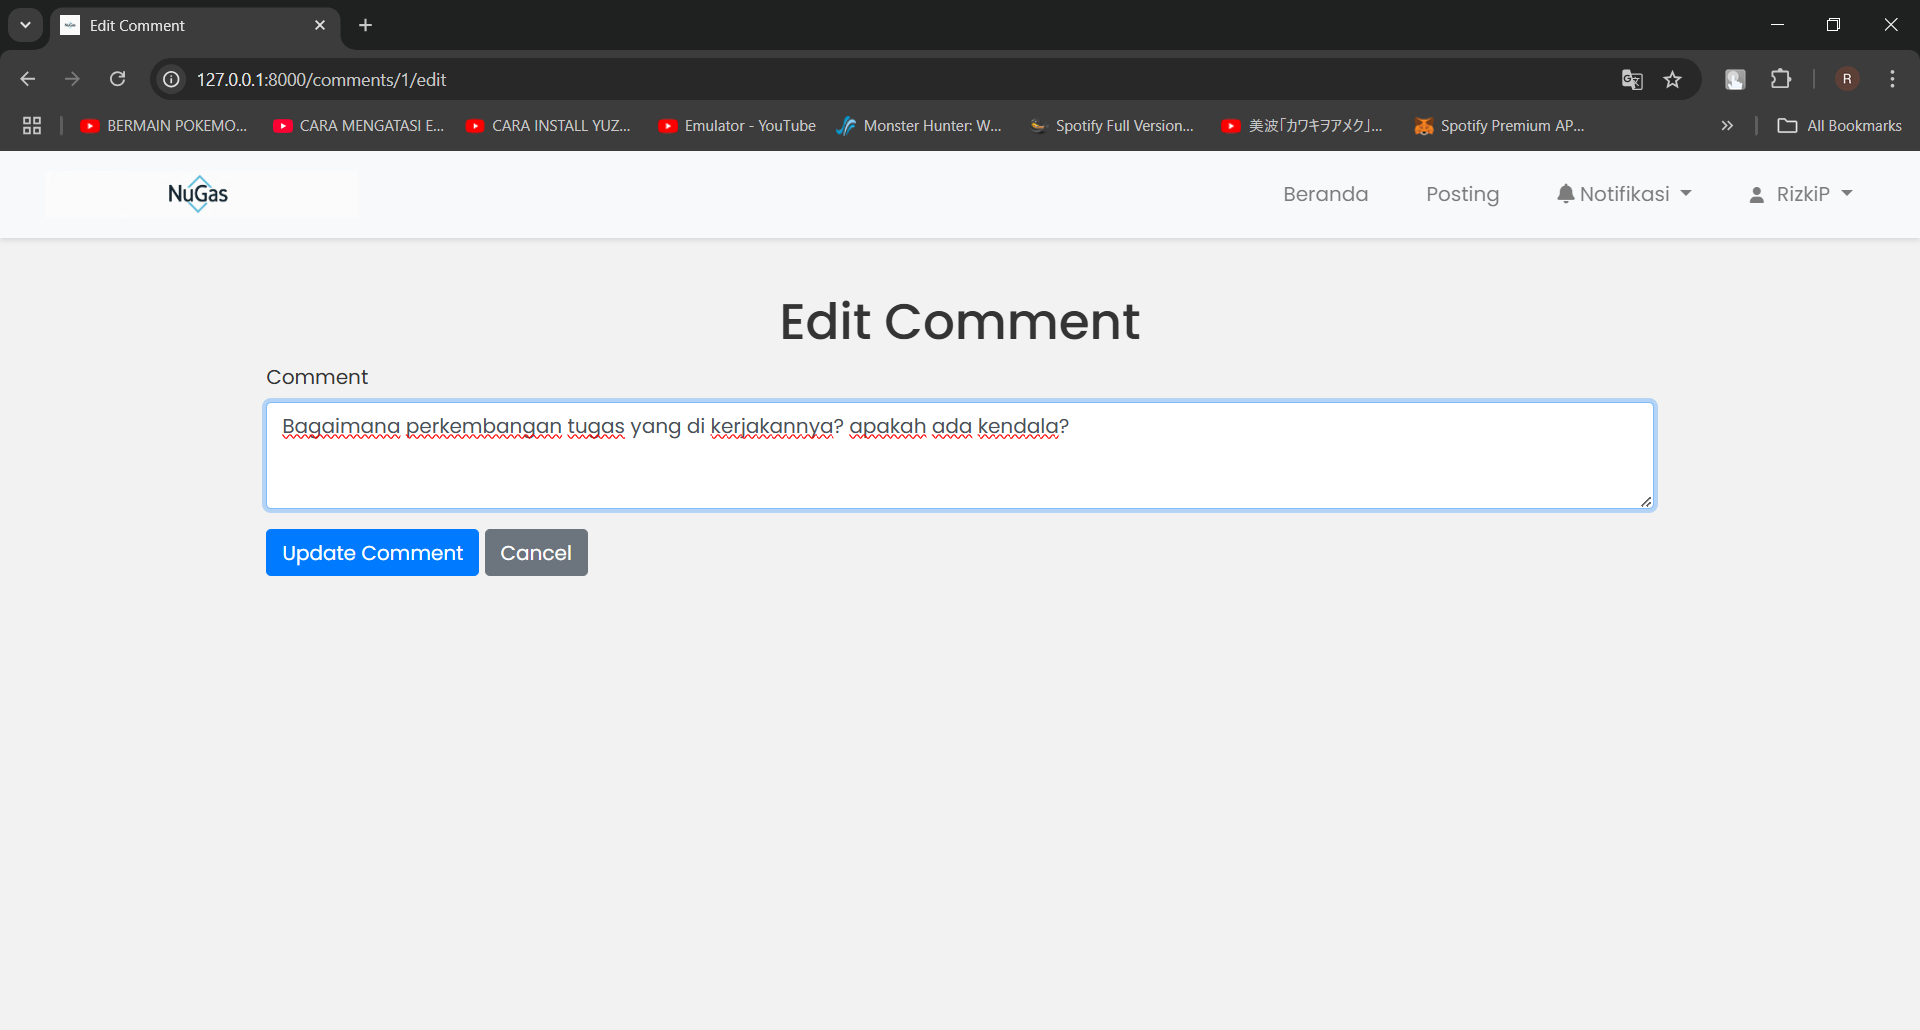 Edit Comment
127.0.0.1:8000/comments/1/edit
R
BERMAIN POKEMO...
CARA MENGATASI E...
CARA INSTALL YUZ...
Emulator - YouTube
Monster Hunter: W...
Spotify Full Version...
美波「カワキヲアメク」...
Spotify Premium AP...
All Bookmarks
NuGas
Beranda
Posting
Notifikasi
RizkiP
Edit Comment
Comment
Bagaimana perkembangan tugas yang di kerjakannya? apakah ada kendala?
Update Comment
Cancel